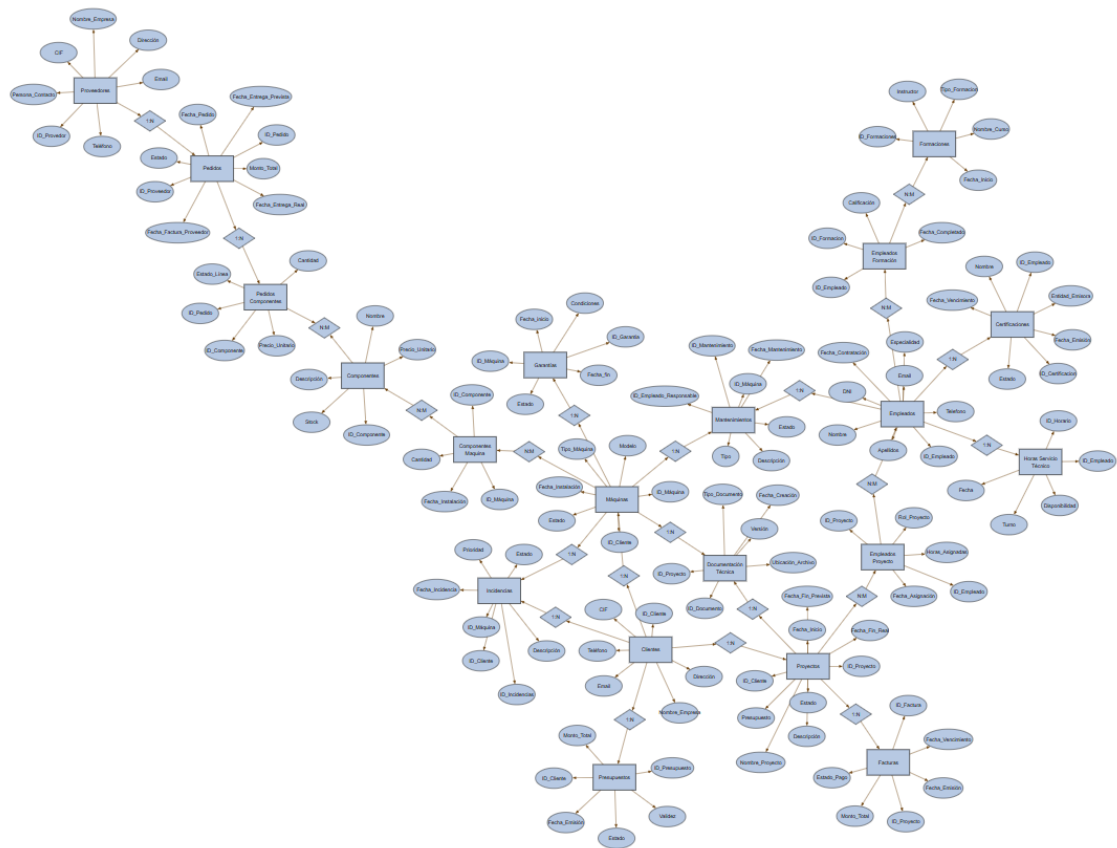 Nombre_Empresa
CIF
Dirección
Email
Persona_Contacto
Proveedores
ID_Provedor
Teléfono
1:N
Fecha_Pedido
Fecha_Entrega_Prevista
ID_Pedido
Estado
Pedidos
Monto_Total
ID_Proveedor
Fecha_Entrega_Real
Fecha_Factura_Proveedor
1:N
Cantidad
Estado_Línea
Pedidos
Componentes
ID_Pedido
ID_Componente
Precio_Unitario
N:M
Nombre
Precio_Unitario
Componentes
Descripción
Stock
ID_Componente
N:M
ID_Componente
Componentes
Maquina
Cantidad
Fecha_instalación
ID_Máquina
N:M
Condiciones
Fecha_Inicio
ID_Garantía
ID_Máquina
Garantías
Fecha_fin
Estado
1:N
Tipo_Máquina
Modelo
Fecha_Instalación
Máquinas
ID_Máquina
Estado
ID_Cliente
1:N
1:N
1:N
1:N
ID_Mantenimiento
Fecha_Mantenimiento
ID_Máquina
ID_Empleado_Responsable
Mantenimientos
Estado
Tipo
Descripción
1:N
Instructor
Tipo_Formacion
ID_Formaciones
Nombre_Curso
Formaciones
Fecha_Inicio
N:M
Calificación
Fecha_Completado
ID_Formacion
Empleados
Formación
ID_Empleado
N:M
Nombre
ID_Empleado
Fecha_Vencimiento
Entidad_Emisora
Certificaciones
Fecha_Emisión
Estado
ID_Certificacion
1:N
Especialidad
Fecha_Contratación
Email
DNI
Empleados
Telefono
Nombre
Apellidos
ID_Empleado
1:N
ID_Horario
Horas Servicio
Técnico
ID_Empleado
Fecha
Disponibilidad
Turno
N:M
ID_Proyecto
Rol_Proyecto
Empleados
Proyecto
Horas_Asignadas
Fecha_Asignación
ID_Empleado
N:M
Tipo_Documento
Fecha_Creación
Versión
Documentación
Técnica
Ubicación_Archivo
ID_Proyecto
ID_Documento
1:N
Prioridad
Estado
Fecha_Incidencia
Incidencias
ID_Máquina
Descripción
ID_Cliente
ID_Incidencias
1:N
CIF
ID_Cliente
Teléfono
Clientes
Email
Dirección
Nombre_Empresa
1:N
1:N
Fecha_Fin_Prevista
Fecha_Inicio
Fecha_Fin_Real
Proyectos
ID_Proyecto
ID_Cliente
Estado
Presupuesto
Descripción
Nombre_Proyecto
1:N
Monto_Total
ID_Presupuesto
ID_Cliente
Presupuestos
Fecha_Emisión
Validez
Estado
ID_Factura
Fecha_Vencimiento
Estado_Pago
Facturas
Fecha_Emisión
Monto_Total
ID_Proyecto